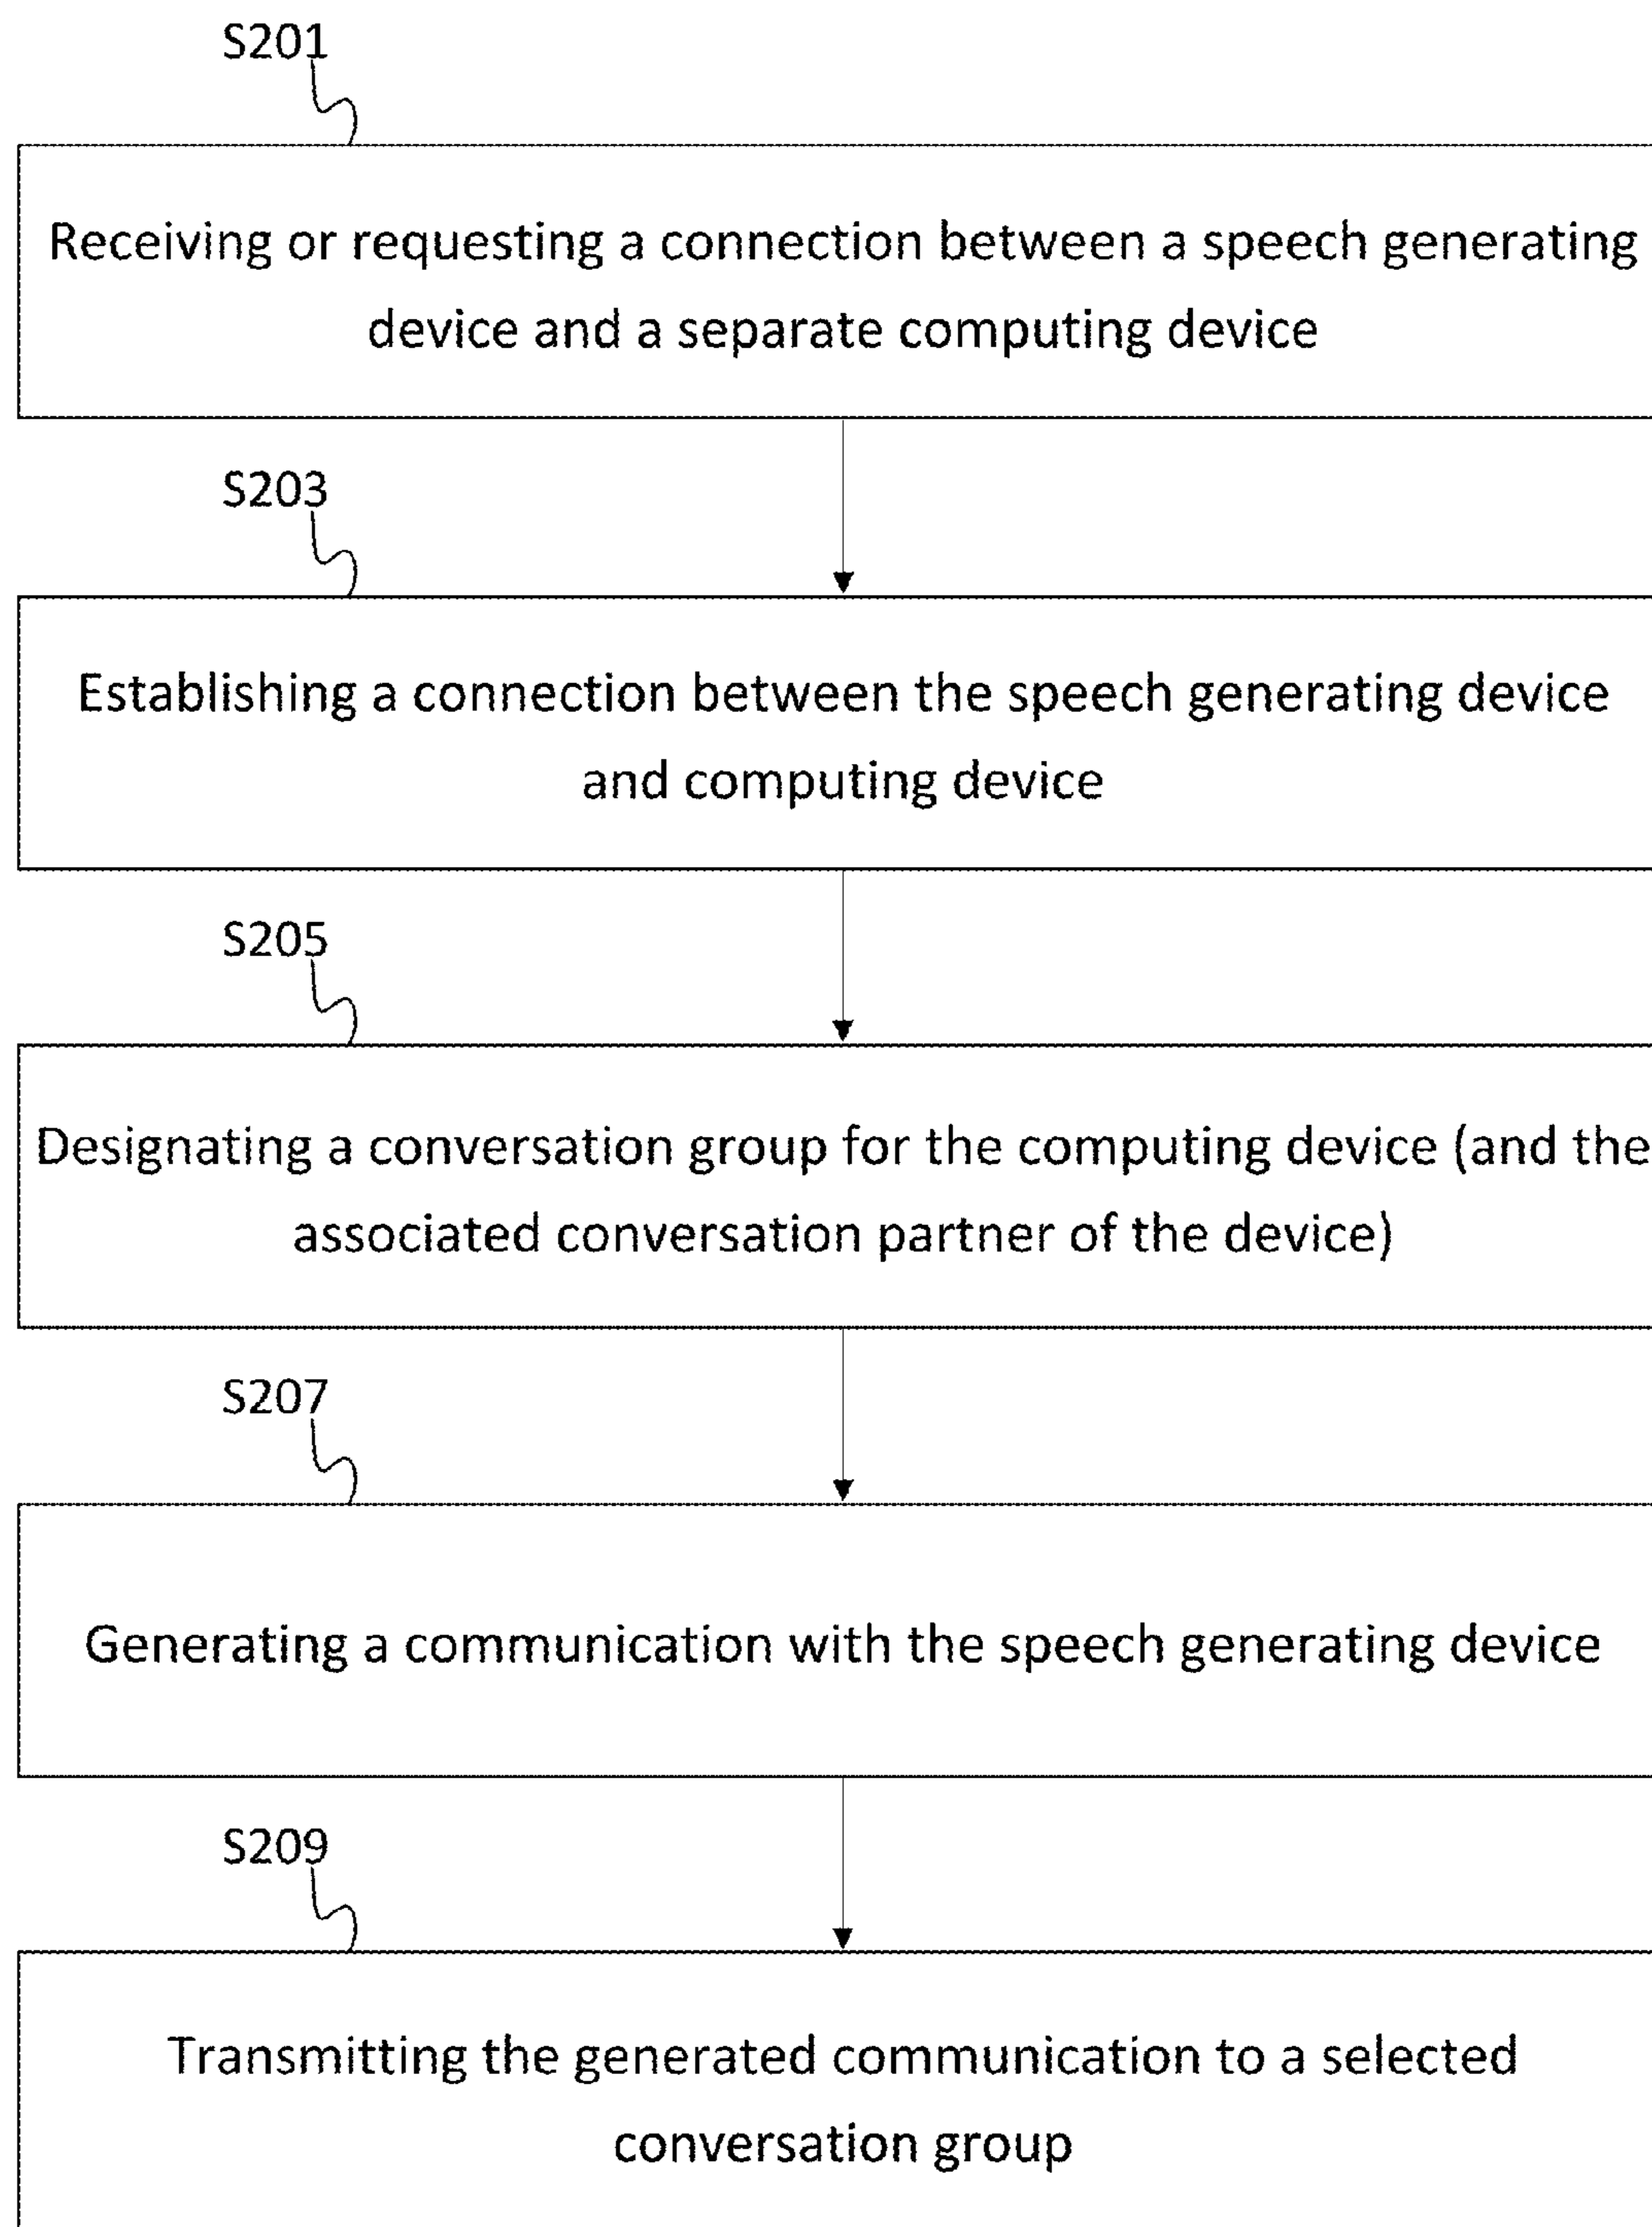 S201
Receiving or requesting a connection between a speech generating
device and a separate computing device
S203
Establishing a connection between the speech generating device
and computing device
S205
Designating a conversation group for the computing device (and the
associated conversation partner of the device)
S207
Generating a communication with the speech generating device
S209
Transmitting the generated communication to a selected
conversation group